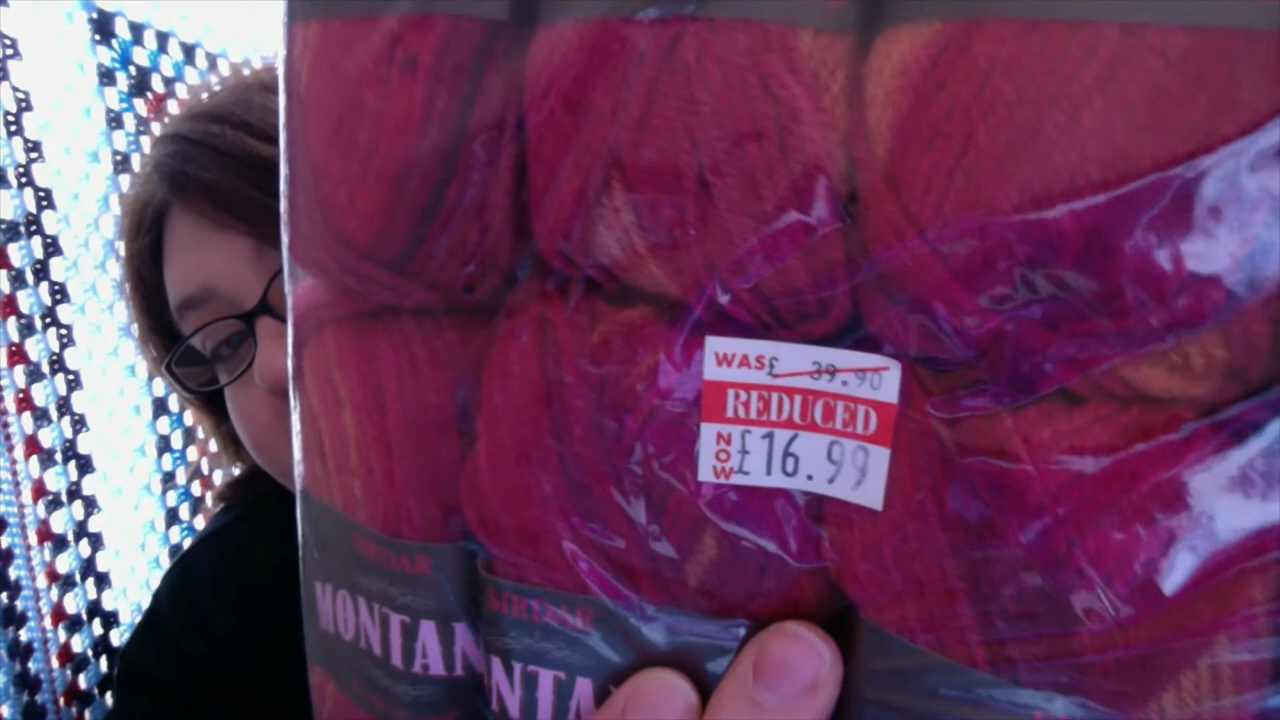 WAS£ 39.90
REDUCED
NOW £16.99
SIRDAR
MONTAN
SIRDAR
NTA